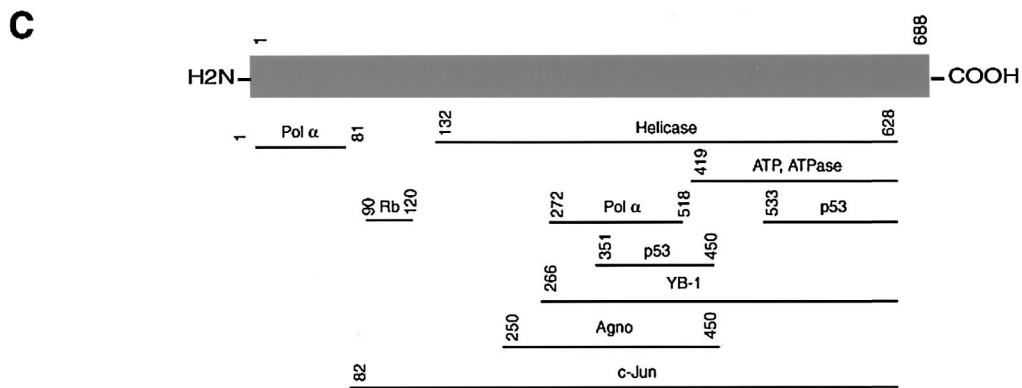 C
1 688
H2N COOH
1 Pol α 81 132 Helicase 628
419 ATP, ATPase
90 Rb 120 272 Pol α 518 533 p53
351 p53 450
266 YB-1
250 Agno 450
82 c-Jun